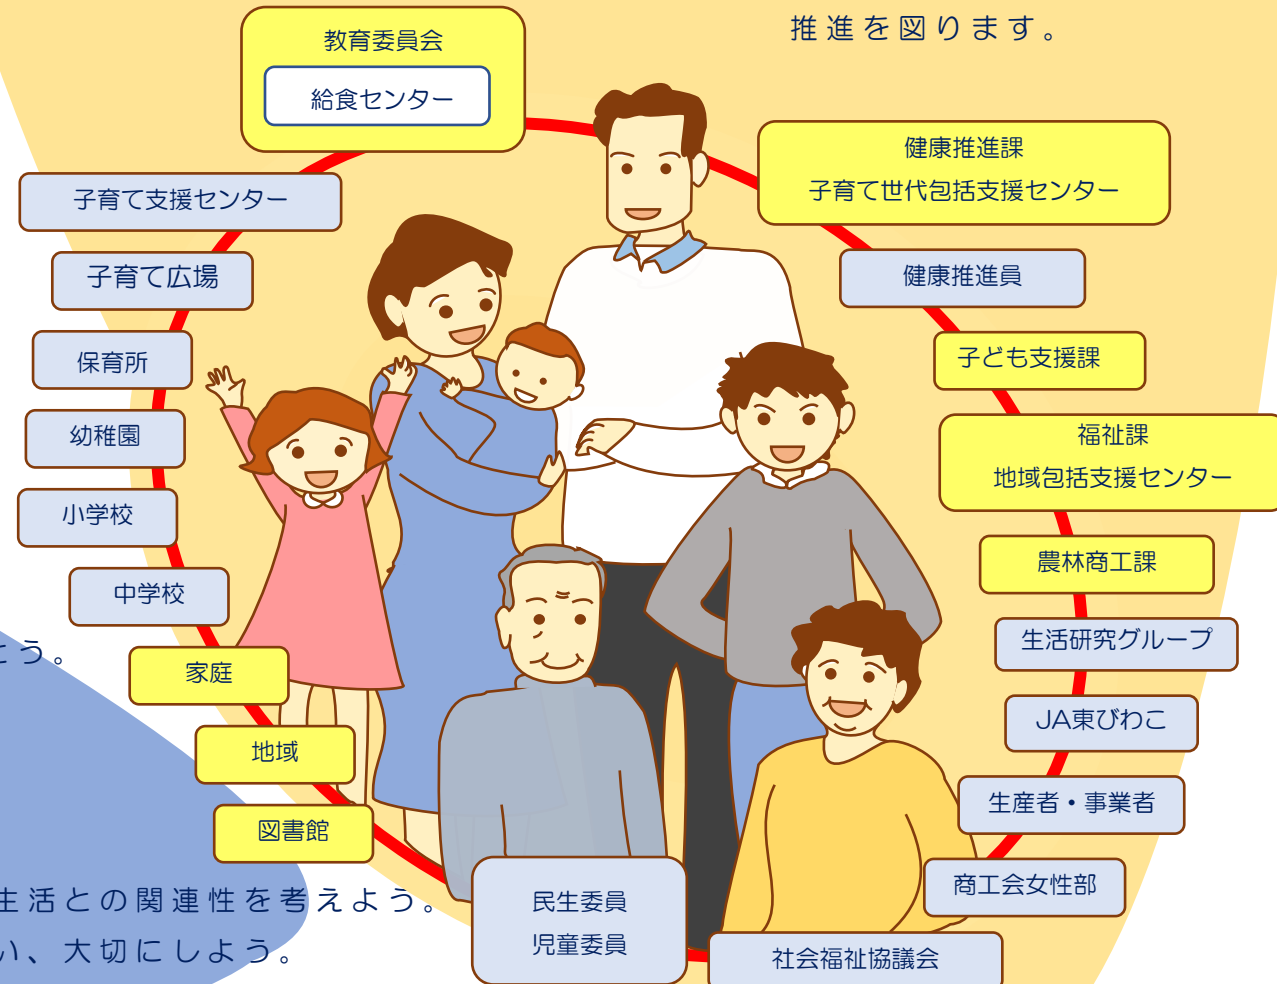 推進を図ります。
教育委員会
給食センター
健康推進課
子育て世代包括支援センター
子育て支援センター
健康推進員
子育て広場
子ども支援課
保育所
幼稚園
福祉課
地域包括支援センター
小学校
農林商工課
中学校
生活研究グループ
こう。
家庭
JA東びわこ
地域
生産者・事業者
図書館
商工会女性部
生活との関連性を考えよう。
民生委員
児童委員
い、大切にしよう。
社会福祉協議会